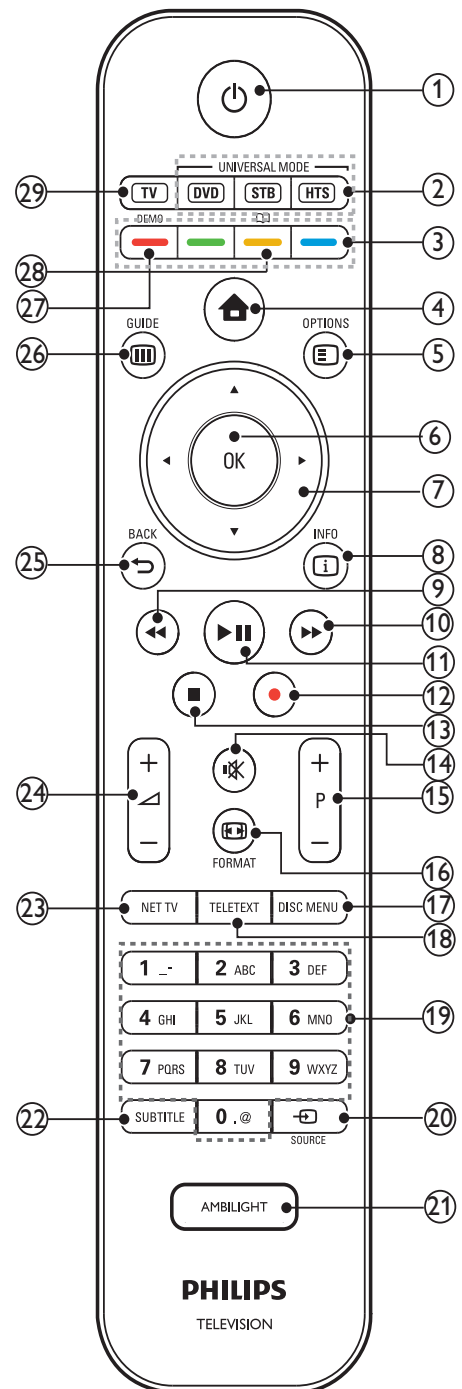 1
UNIVERSAL MODE
29 TV DVD STB HTS 2
DEMO
3
28
27
4
GUIDE OPTIONS
26 5
6
OK
7
BACK INFO
25 8
9
10
11
12
13
14
+ +
24 P 15
- -
FORMAT
16
23 NET TV TELETEXT DISC MENU 17
18
1 _- 2 ABC 3 DEF
4 GHI 5 JKL 6 MNO 19
7 PQRS 8 TUV 9 WXYZ
22 SUBTITLE 0 .@ 20
SOURCE
AMBILIGHT 21
PHILIPS
TELEVISION